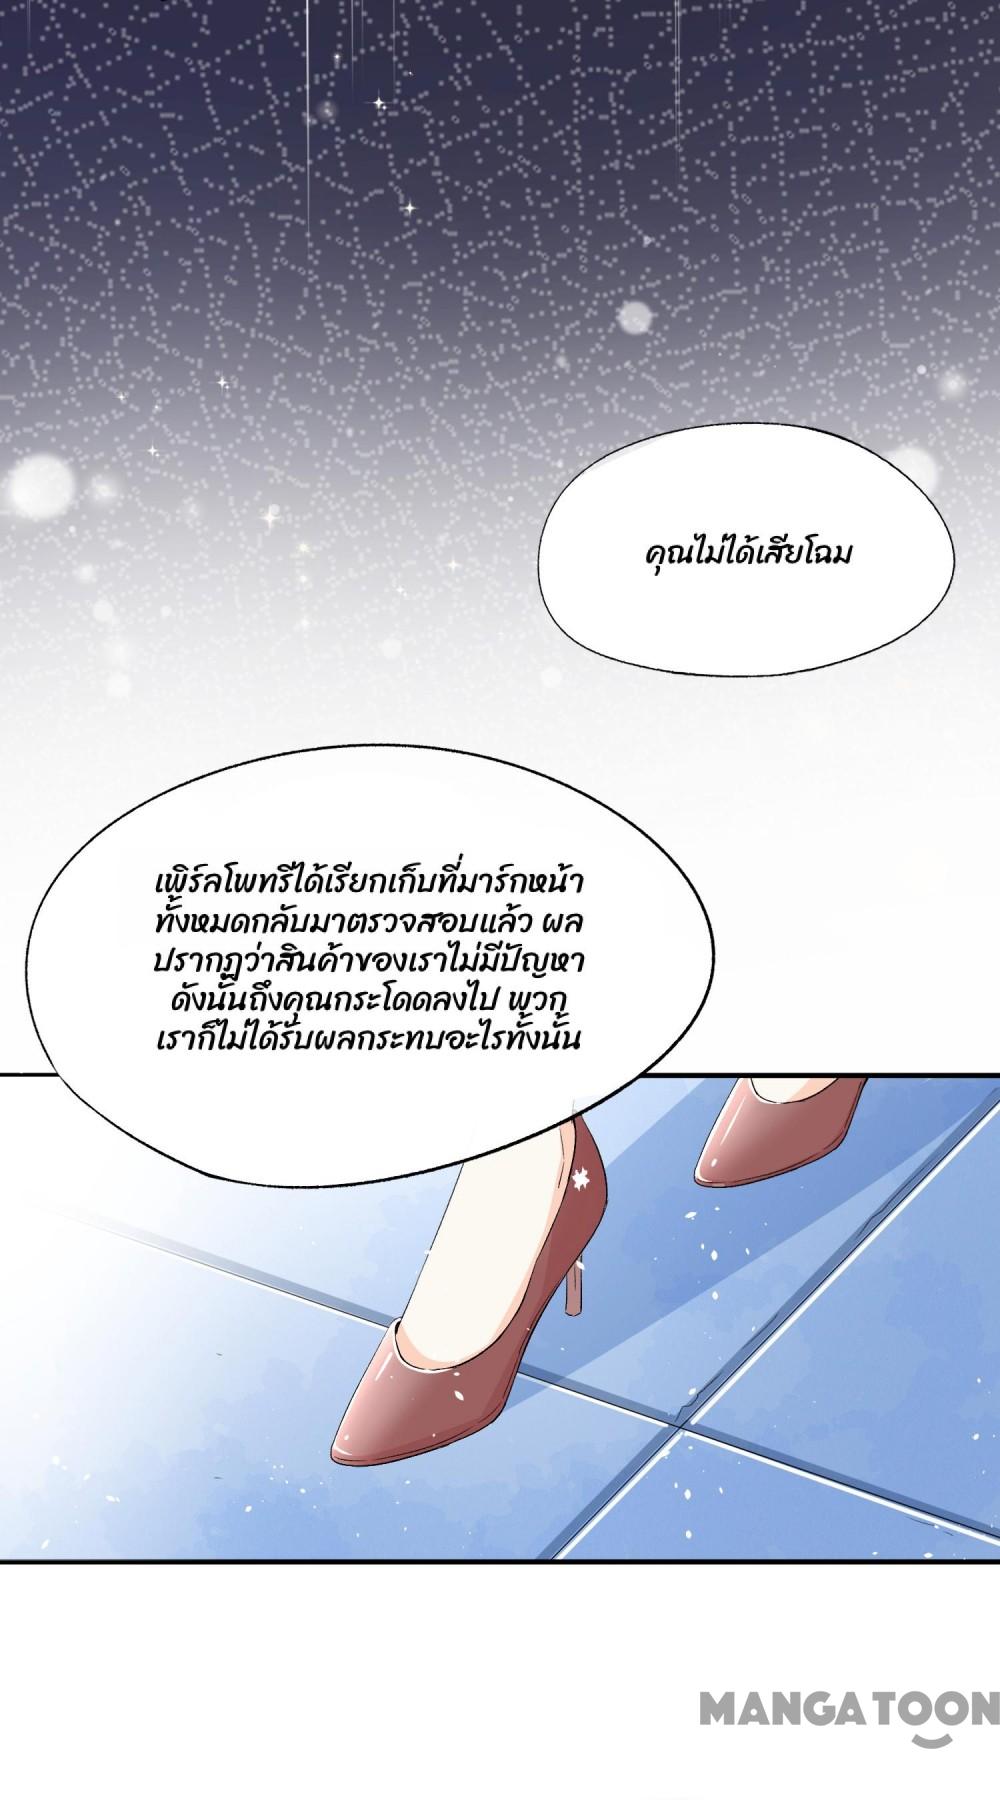 คุณไม่ได้เสียโฉม
เพิร์ลโพทรีได้เรียกเก็บที่มาร์กหน้า
ทั้งหมดกลับมาตรวจสอบแล้ว ผล
ปรากฏว่าสินค้าของเราไม่มีปัญหา
ดังนั้นถึงคุณกระโดดลงไป พวก
เราก็ไม่ได้รับผลกระทบอะไรทั้งนั้น
MANGATOON